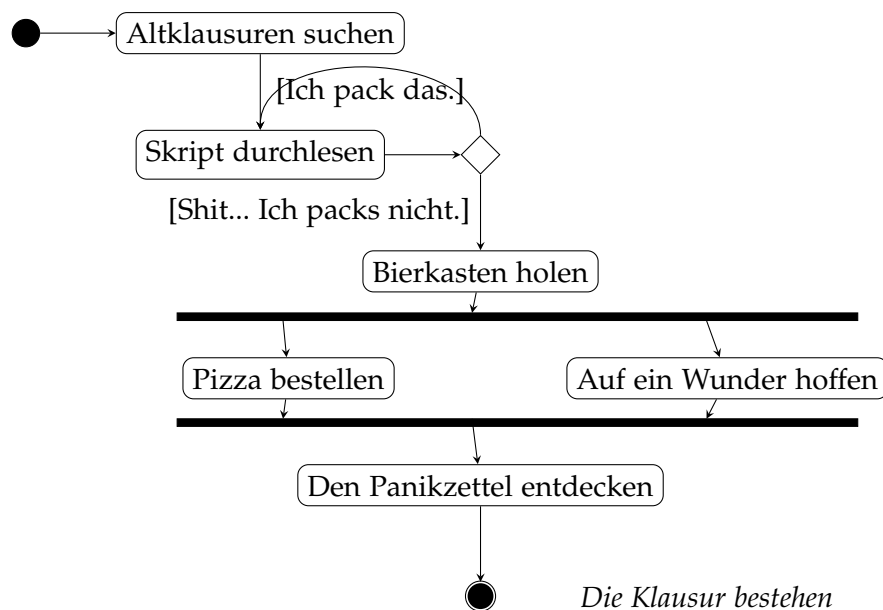 Altklausuren suchen
[Ich pack das.]
Skript durchlesen
[Shit... Ich packs nicht.]
Bierkasten holen
Pizza bestellen
Auf ein Wunder hoffen
Den Panikzettel entdecken
Die Klausur bestehen